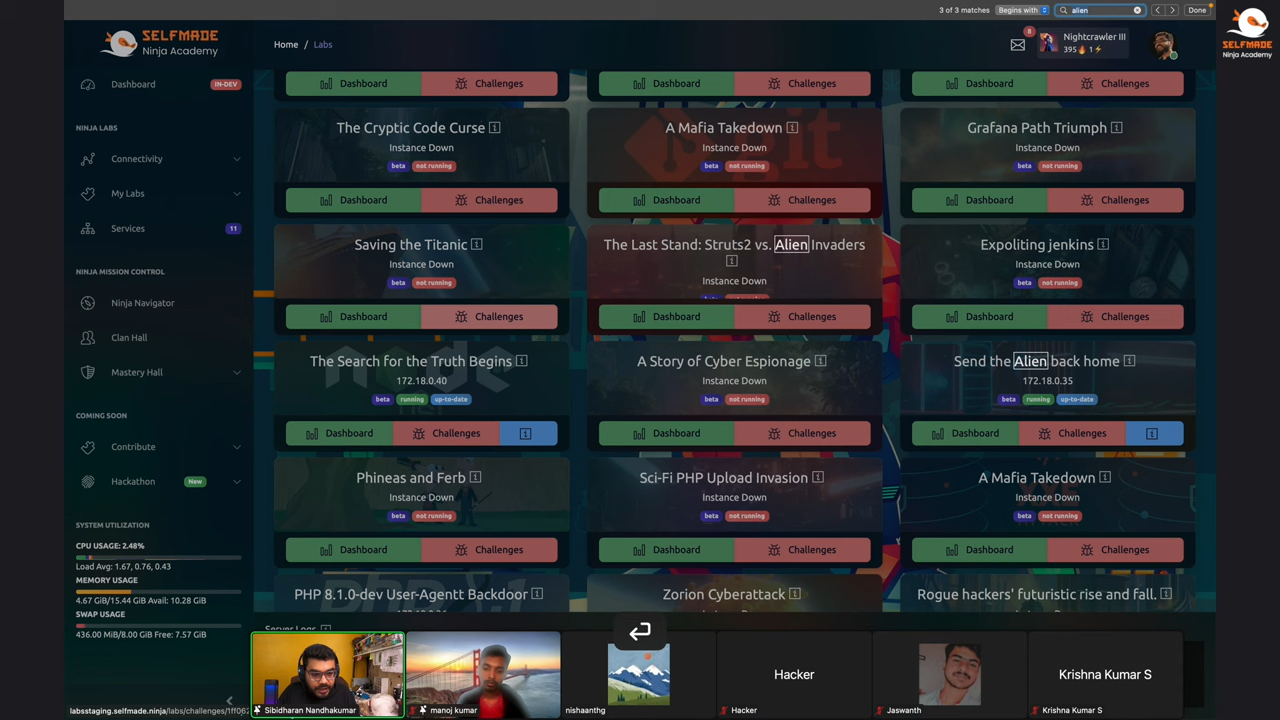 3 of 3 matches
Begins with
alien
Done
SELFMADE
Ninja Academy
Home / Labs
8
Nightcrawler III
395 1
SELFMADE
Ninja Academy
Dashboard
IN-DEV
NINJA LABS
Connectivity
My Labs
Services
11
NINJA MISSION CONTROL
Ninja Navigator
Clan Hall
Mastery Hall
COMING SOON
Contribute
Hackathon
New
SYSTEM UTILIZATION
CPU USAGE: 2.48%
Load Avg: 1.67, 0.76, 0.43
MEMORY USAGE
4.67 GiB/15.44 GiB Avail: 10.28 GiB
SWAP USAGE
436.00 MiB/8.00 GiB Free: 7.57 GiB
Dashboard Challenges
Dashboard Challenges
Dashboard Challenges
The Cryptic Code Curse
Instance Down
beta not running
Dashboard Challenges
A Mafia Takedown
Instance Down
beta not running
Dashboard Challenges
Grafana Path Triumph
Instance Down
beta not running
Dashboard Challenges
Saving the Titanic
Instance Down
beta not running
Dashboard Challenges
The Last Stand: Struts2 vs. Alien Invaders
Instance Down
Dashboard Challenges
Expoliting jenkins
Instance Down
beta not running
Dashboard Challenges
The Search for the Truth Begins
172.18.0.40
beta running up-to-date
Dashboard Challenges
A Story of Cyber Espionage
Instance Down
beta not running
Dashboard Challenges
Send the Alien back home
172.18.0.35
beta running up-to-date
Dashboard Challenges
Phineas and Ferb
Instance Down
beta not running
Dashboard Challenges
Sci-Fi PHP Upload Invasion
Instance Down
beta not running
Dashboard Challenges
A Mafia Takedown
Instance Down
beta not running
Dashboard Challenges
PHP 8.1.0-dev User-Agentt Backdoor
Zorion Cyberattack
Rogue hackers' futuristic rise and fall.
Server Logs
Hacker
Krishna Kumar S
labsstaging.selfmade.ninja/labs/challenges/1ff062
Sibidharan Nandhakumar
manoj kumar
nishaanthg
Hacker
Jaswanth
Krishna Kumar S